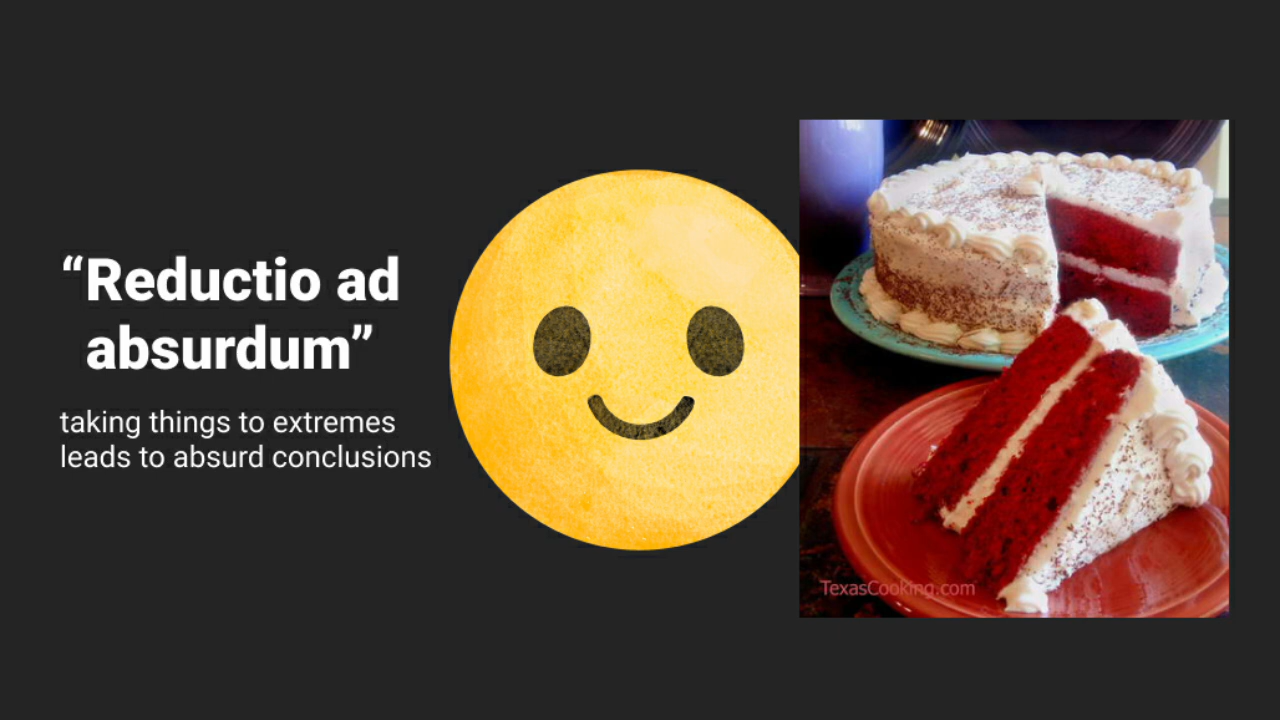 “Reductio ad
absurdum”
taking things to extremes
leads to absurd conclusions
TexasCooking.com